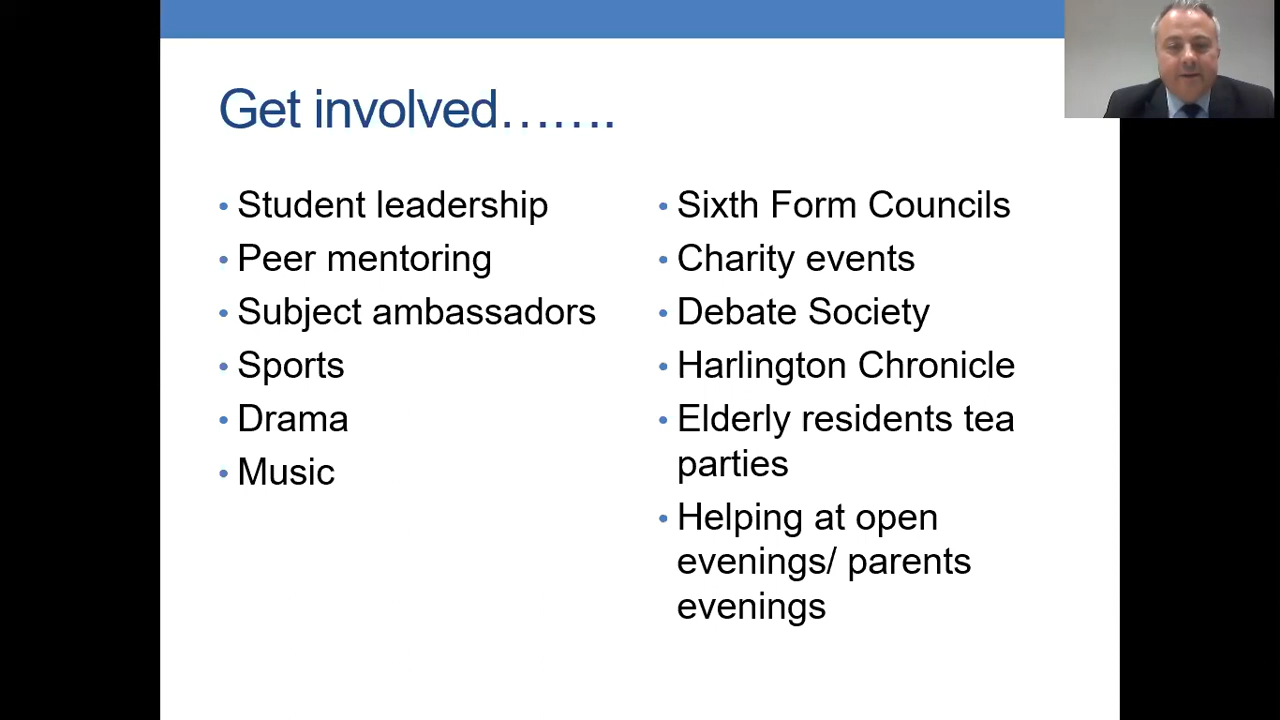 Get involved…….
• Student leadership
• Peer mentoring
• Subject ambassadors
• Sports
• Drama
• Music
• Sixth Form Councils
• Charity events
• Debate Society
• Harlington Chronicle
• Elderly residents tea
parties
• Helping at open
evenings/ parents
evenings